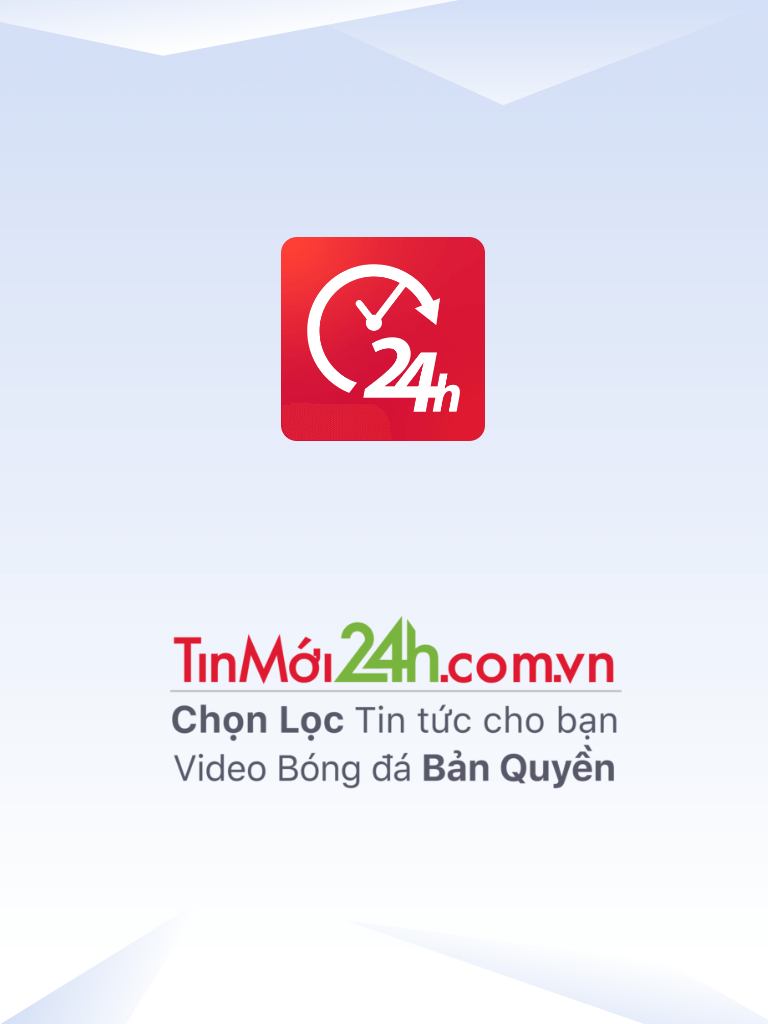 24h
TinMới24h.com.vn
Chọn Lọc Tin tức cho bạn
Video Bóng đá Bản Quyền